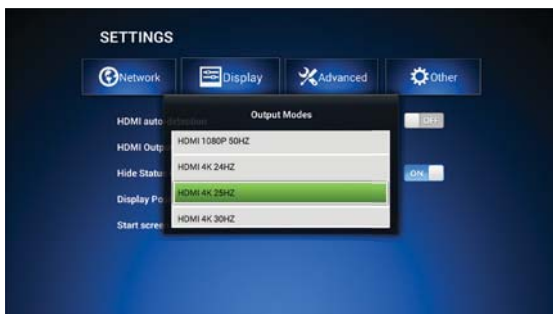 SETTINGS
Network Display Advanced Other
Output Modes
HDMI auto detection OFF
HDMI 1080P 50HZ
HDMI Outp
HDMI 4K 24HZ
Hide Statu ON
HDMI 4K 25HZ
Display Po
HDMI 4K 30HZ
Start scree